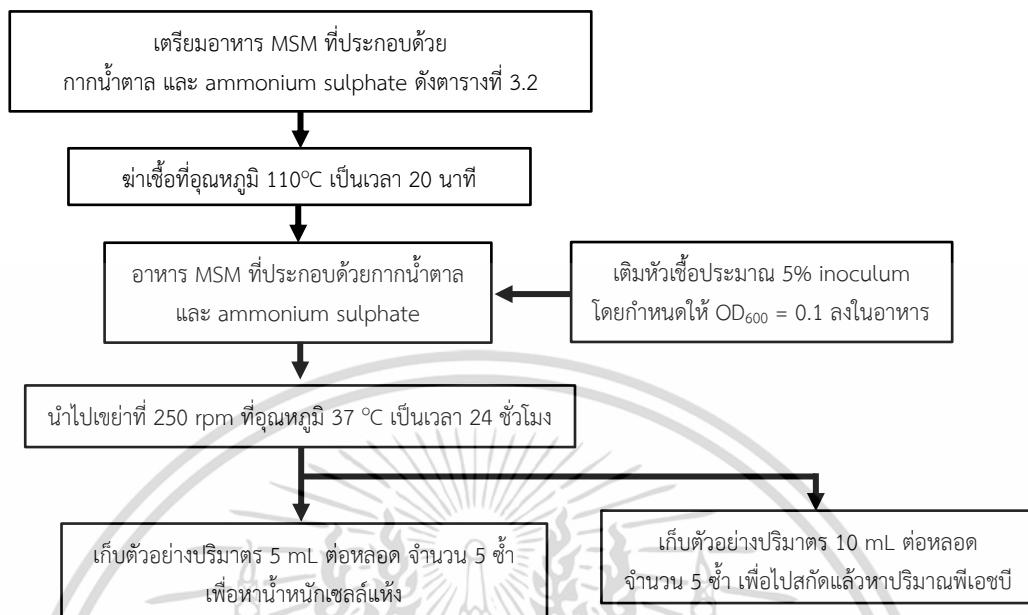 เตรียมอาหาร MSM ที่ประกอบด้วย
กากน้ำตาล และ ammonium sulphate ดังตารางที่ 3.2
ฆ่าเชื้อที่อุณหภูมิ 110°C เป็นเวลา 20 นาที
อาหาร MSM ที่ประกอบด้วยกากน้ำตาล
และ ammonium sulphate
เติมหัวเชื้อประมาณ 5% inoculum
โดยกำหนดให้ OD₆₀₀ = 0.1 ลงในอาหาร
นำไปเขย่าที่ 250 rpm ที่อุณหภูมิ 37 °C เป็นเวลา 24 ชั่วโมง
เก็บตัวอย่างปริมาตร 5 mL ต่อหลอด จำนวน 5 ซ้ำ
เพื่อหาน้ำหนักเซลล์แห้ง
เก็บตัวอย่างปริมาตร 10 mL ต่อหลอด
จำนวน 5 ซ้ำ เพื่อไปสกัดแล้วหาปริมาณพีเอชบี